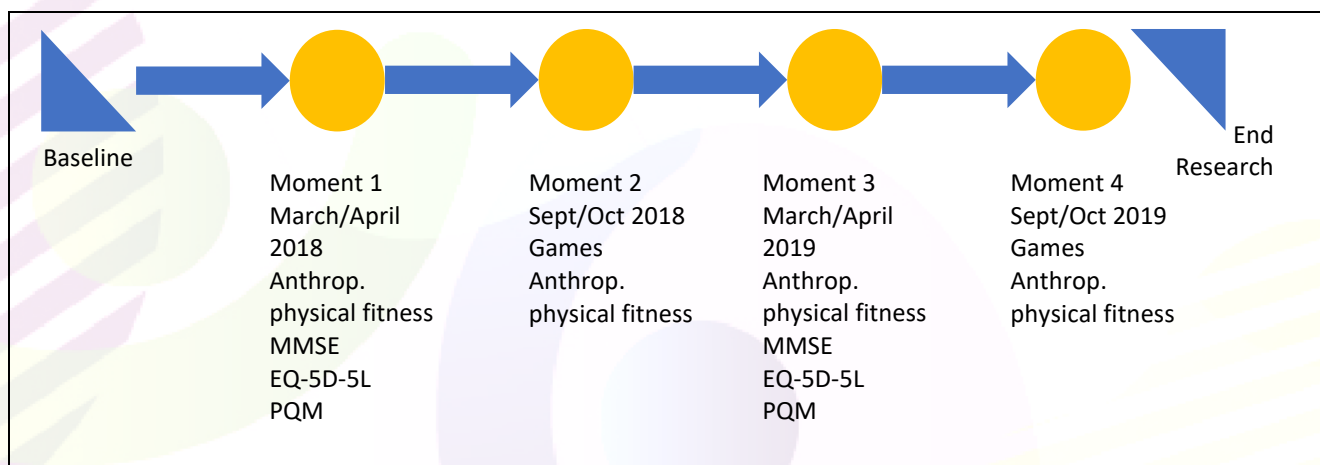 Baseline
Moment 1
March/April
2018
Anthrop.
physical fitness
MMSE
EQ-5D-5L
PQM
Moment 2
Sept/Oct 2018
Games
Anthrop.
physical fitness
Moment 3
March/April
2019
Anthrop.
physical fitness
MMSE
EQ-5D-5L
PQM
Moment 4
Sept/Oct 2019
Games
Anthrop.
physical fitness
End
Research